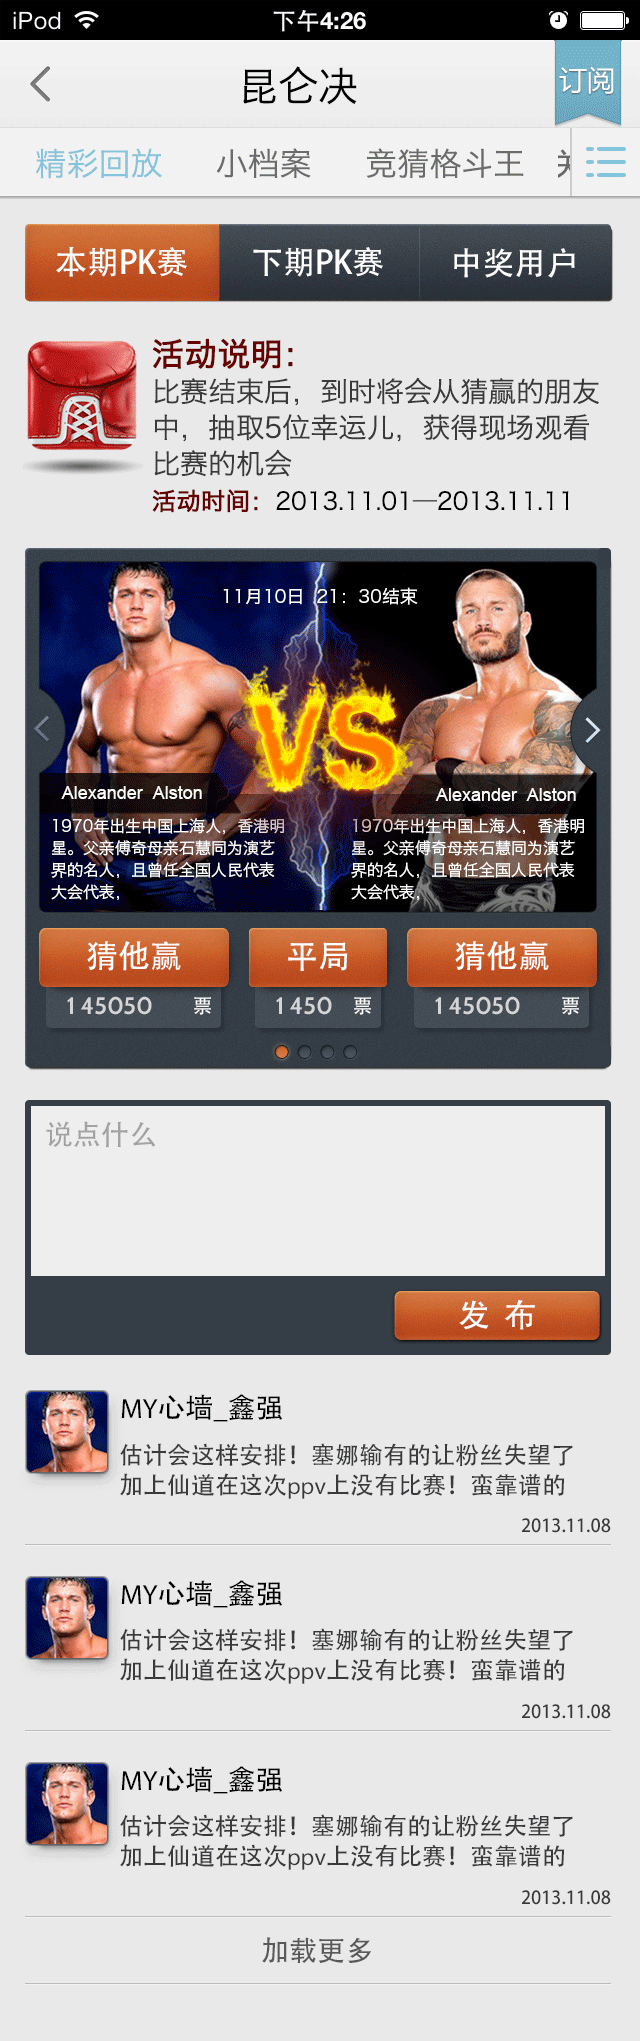 iPod 下午4:26
昆仑决
订阅
精彩回放 小档案 竞猜格斗王
本期PK赛 下期PK赛 中奖用户
活动说明：
比赛结束后，到时将会从猜赢的朋友
中，抽取5位幸运儿，获得现场观看
比赛的机会
活动时间：2013.11.01—2013.11.11
11月10日 21：30结束
VS
Alexander Alston
1970年出生中国上海人，香港明
星。父亲傅奇母亲石慧同为演艺
界的名人，且曾任全国人民代表
大会代表，
Alexander Alston
1970年出生中国上海人，香港明
星。父亲傅奇母亲石慧同为演艺
界的名人，且曾任全国人民代表
大会代表，
猜他赢 平局 猜他赢
145050 票 1450 票 145050 票
说点什么
发 布
MY心墙_鑫强
估计会这样安排！塞娜输有的让粉丝失望了
加上仙道在这次ppv上没有比赛！蛮靠谱的
2013.11.08
MY心墙_鑫强
估计会这样安排！塞娜输有的让粉丝失望了
加上仙道在这次ppv上没有比赛！蛮靠谱的
2013.11.08
MY心墙_鑫强
估计会这样安排！塞娜输有的让粉丝失望了
加上仙道在这次ppv上没有比赛！蛮靠谱的
2013.11.08
加载更多